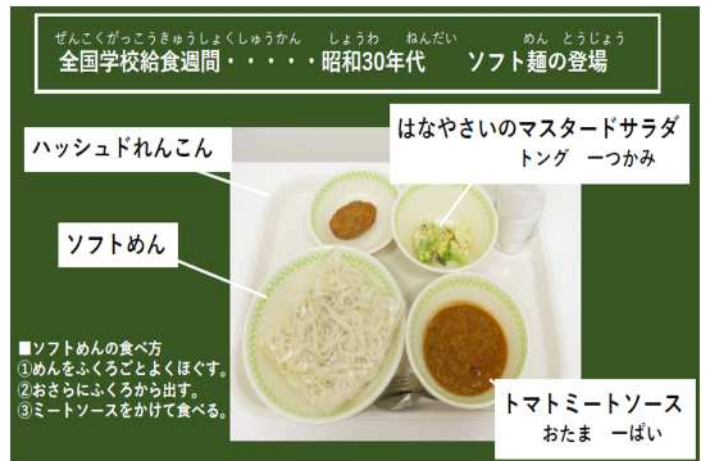 ぜんこくがっこうきゅうしょくしゅうかん　しょうわ　ねんだい　めん　とうじょう
全国学校給食週間・・・・・昭和30年代　ソフト麺の登場
はなやさいのマスタードサラダ
トング　一つかみ
ハッシュドれんこん
ソフトめん
■ソフトめんの食べ方
①めんをふくろごとよくほぐす。
②おさらにふくろから出す。
③ミートソースをかけて食べる。
トマトミートソース
おたま　一ぱい